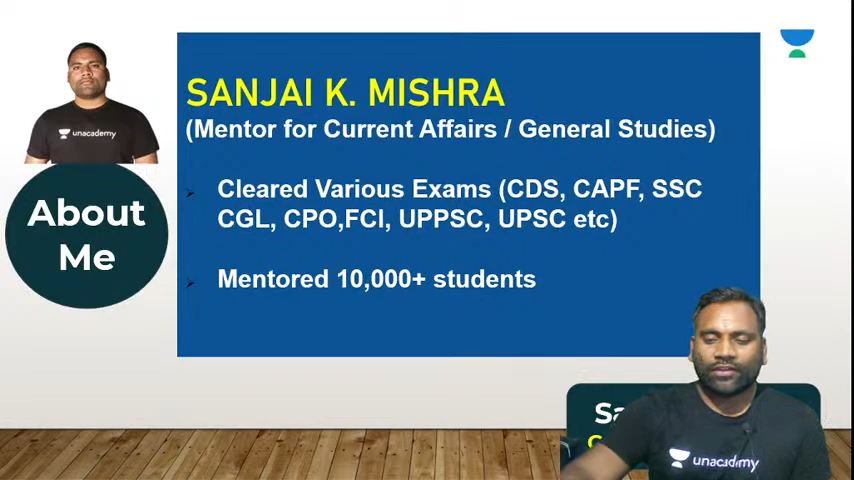 SANJAI K. MISHRA
(Mentor for Current Affairs / General Studies)
Cleared Various Exams (CDS, CAPF, SSC
CGL, CPO,FCI, UPPSC, UPSC etc)
Mentored 10,000+ students
unacademy
About
Me
unacademy